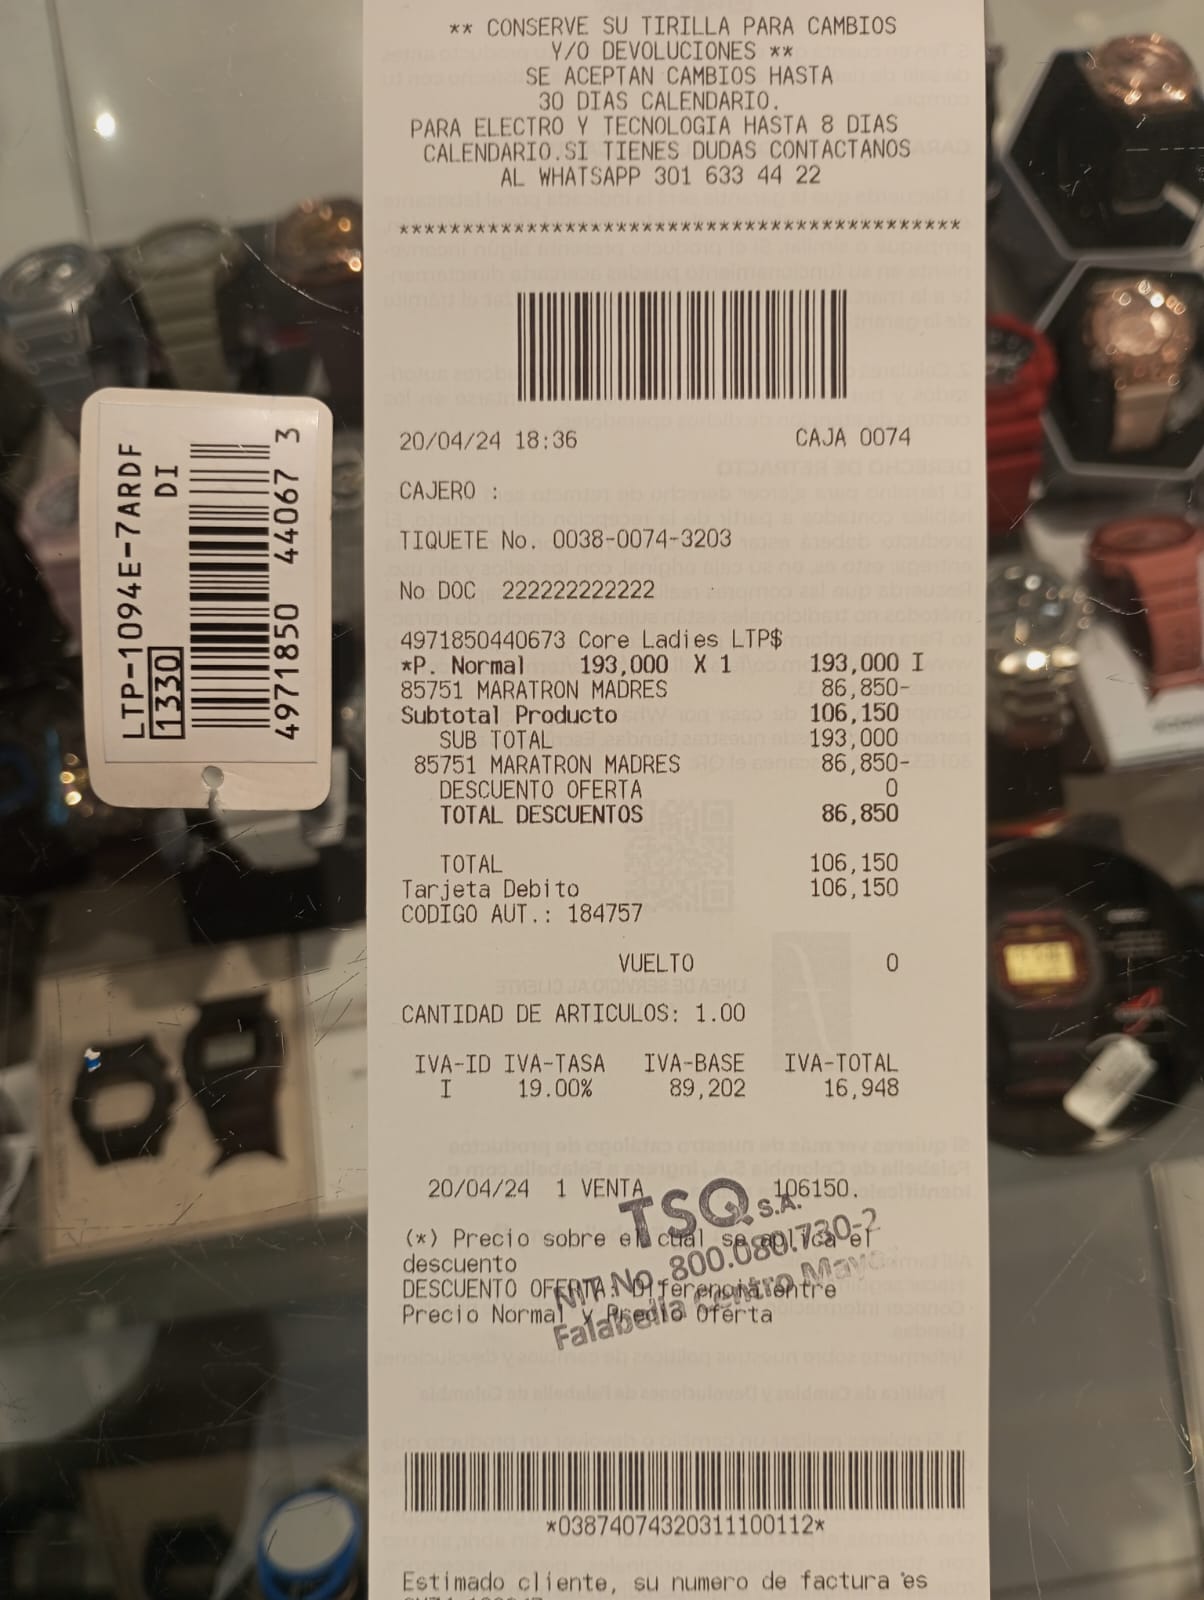 ** CONSERVE SU TIRILLA PARA CAMBIOS
Y/O DEVOLUCIONES **
SE ACEPTAN CAMBIOS HASTA
30 DIAS CALENDARIO.
PARA ELECTRO Y TECNOLOGIA HASTA 8 DIAS
CALENDARIO.SI TIENES DUDAS CONTACTANOS
AL WHATSAPP 301 633 44 22
********************************************
20/04/24 18:36 CAJA 0074
CAJERO :
TIQUETE No. 0038-0074-3203
No DOC 222222222222
4971850440673 Core Ladies LTP$
*P. Normal 193,000 X 1 193,000 I
85751 MARATRON MADRES 86,850-
Subtotal Producto 106,150
SUB TOTAL 193,000
85751 MARATRON MADRES 86,850-
DESCUENTO OFERTA 0
TOTAL DESCUENTOS 86,850
TOTAL 106,150
Tarjeta Debito 106,150
CODIGO AUT.: 184757
VUELTO 0
CANTIDAD DE ARTICULOS: 1.00
IVA-ID IVA-TASA IVA-BASE IVA-TOTAL
I 19.00% 89,202 16,948
20/04/24 1 VENTA 106150.
(*) Precio sobre el cual se aplica el
descuento
DESCUENTO OFERTA: Diferencia entre
Precio Normal y Precio Oferta
TSQ S.A.
NIT No. 800.080.730-2
Falabella Centro Mayor
*03874074320311100112*
Estimado cliente, su numero de factura es
LTP-1094E-7ARDF
DI
1330
4971850 44067 3